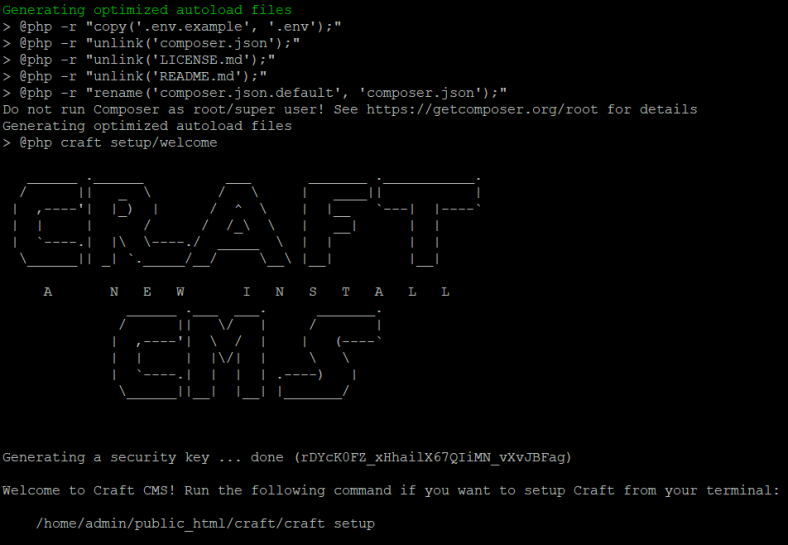 Generating optimized autoload files
> @php -r "copy('.env.example', '.env');"
> @php -r "unlink('composer.json');"
> @php -r "unlink('LICENSE.md');"
> @php -r "unlink('README.md');"
> @php -r "rename('composer.json.default', 'composer.json');"
Do not run Composer as root/super user! See https://getcomposer.org/root for details
Generating optimized autoload files
> @php craft setup/welcome
CRAFT
A NEW INSTALL
CMS
Generating a security key ... done (rDYcK0FZ_xHhailX67QIiMN_vXvJBFag)
Welcome to Craft CMS! Run the following command if you want to setup Craft from your terminal:
/home/admin/public_html/craft/craft setup